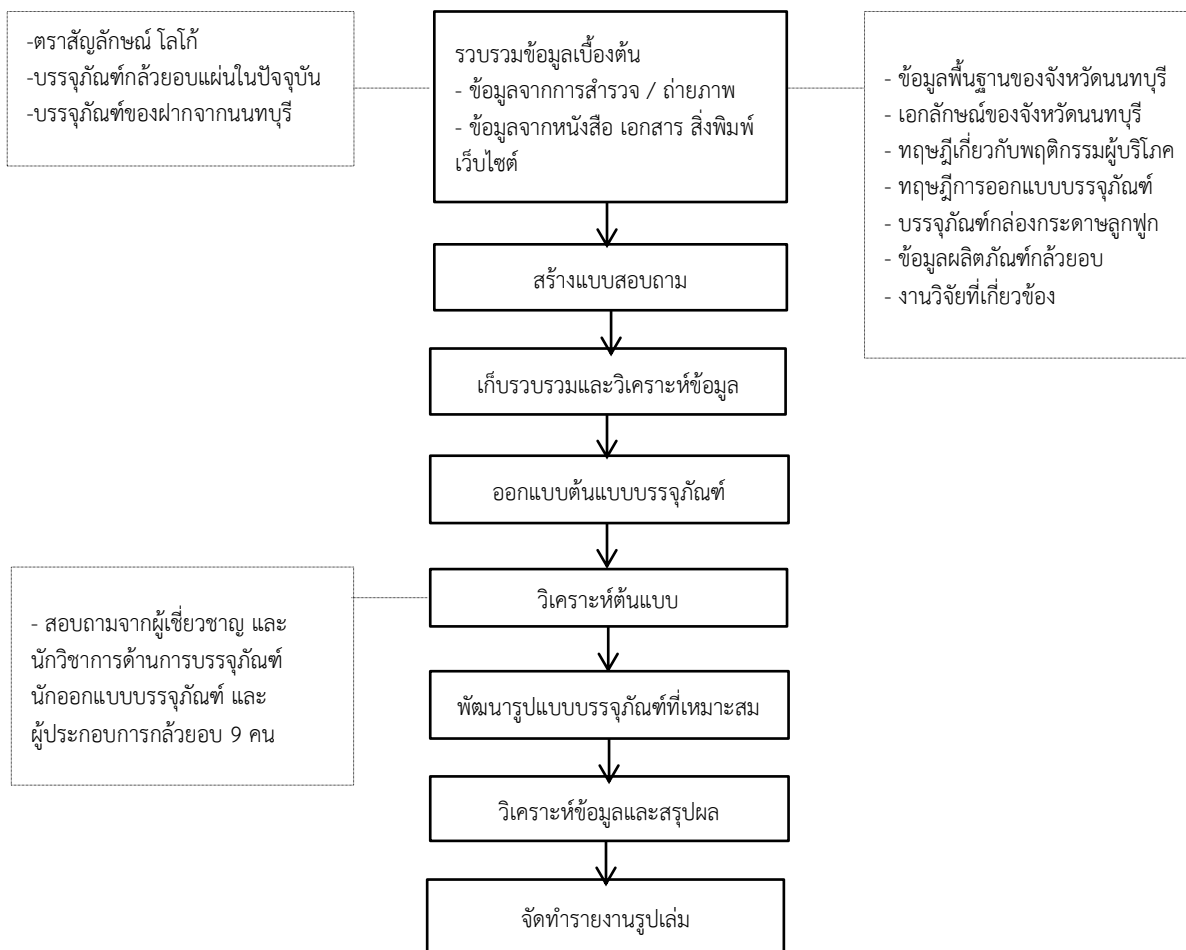 -ตราสัญลักษณ์ โลโก้
-บรรจุภัณฑ์กล้วยอบแผ่นในปัจจุบัน
-บรรจุภัณฑ์ของฝากจากนนทบุรี
รวบรวมข้อมูลเบื้องต้น
- ข้อมูลจากการสำรวจ / ถ่ายภาพ
- ข้อมูลจากหนังสือ เอกสาร สิ่งพิมพ์
เว็บไซต์
- ข้อมูลพื้นฐานของจังหวัดนนทบุรี
- เอกลักษณ์ของจังหวัดนนทบุรี
- ทฤษฎีเกี่ยวกับพฤติกรรมผู้บริโภค
- ทฤษฎีการออกแบบบรรจุภัณฑ์
- บรรจุภัณฑ์กล่องกระดาษลูกฟูก
- ข้อมูลผลิตภัณฑ์กล้วยอบ
- งานวิจัยที่เกี่ยวข้อง
สร้างแบบสอบถาม
เก็บรวบรวมและวิเคราะห์ข้อมูล
ออกแบบต้นแบบบรรจุภัณฑ์
วิเคราะห์ต้นแบบ
- สอบถามจากผู้เชี่ยวชาญ และ
นักวิชาการด้านการบรรจุภัณฑ์
นักออกแบบบรรจุภัณฑ์ และ
ผู้ประกอบการกล้วยอบ 9 คน
พัฒนารูปแบบบรรจุภัณฑ์ที่เหมาะสม
วิเคราะห์ข้อมูลและสรุปผล
จัดทำรายงานรูปเล่ม